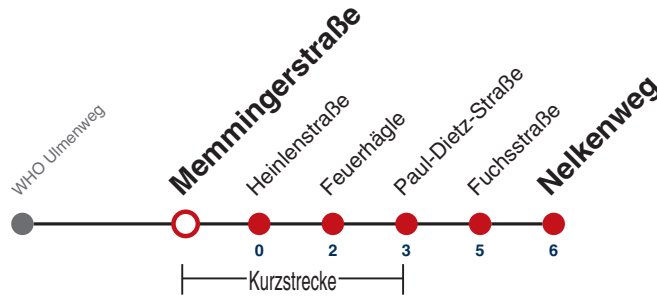 WHO Ulmenweg
Memmingerstraße
Heinlenstraße
Feuerhägle
Paul-Dietz-Straße
Fuchsstraße
Nelkenweg
0
2
3
5
6
Kurzstrecke